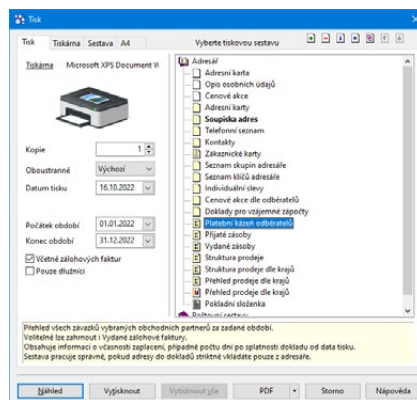 Tisk
Tisk Tiskárna Sestava A4 Vyberte tiskovou sestavu
Tiskárna Microsoft XPS Document W
Kopie 1
Oboustranné Výchozí
Datum tisku 16.10.2022
Počátek období 01.01.2022
Konec období 31.12.2022
Včetně zálohových faktur
Pouze dlužníci
Adresář
Adresní karta
Opis osobních údajů
Cenové akce
Adresní karty
Soupiska adres
Telefonní seznam
Kontakty
Zákaznické karty
Seznam skupin adresáře
Seznam klíčů adresáře
Individuální slevy
Cenové akce dle odběratelů
Doklady pro vzájemné zápočty
Platební kázeň odběratelů
Přijaté zásoby
Vydané zásoby
Struktura prodeje
Struktura prodeje dle krajů
Přehled prodeje dle krajů
Přehled prodeje dle krajů
Pokladní složenka
Poštovní sestavy
Přehled všech závazků vybraných obchodních partnerů za zadané období.
Volitelně lze zahrnout i Vydané zálohové faktury.
Obsahuje informaci o včasnosti zaplacení, případně počtu dní po splatnosti dokladu od data tisku.
Sestava pracuje správně, pokud adresy do dokladů striktně vkládáte pouze z adresáře.
Náhled Vytisknout Vytisknout vše PDF Storno Nápověda